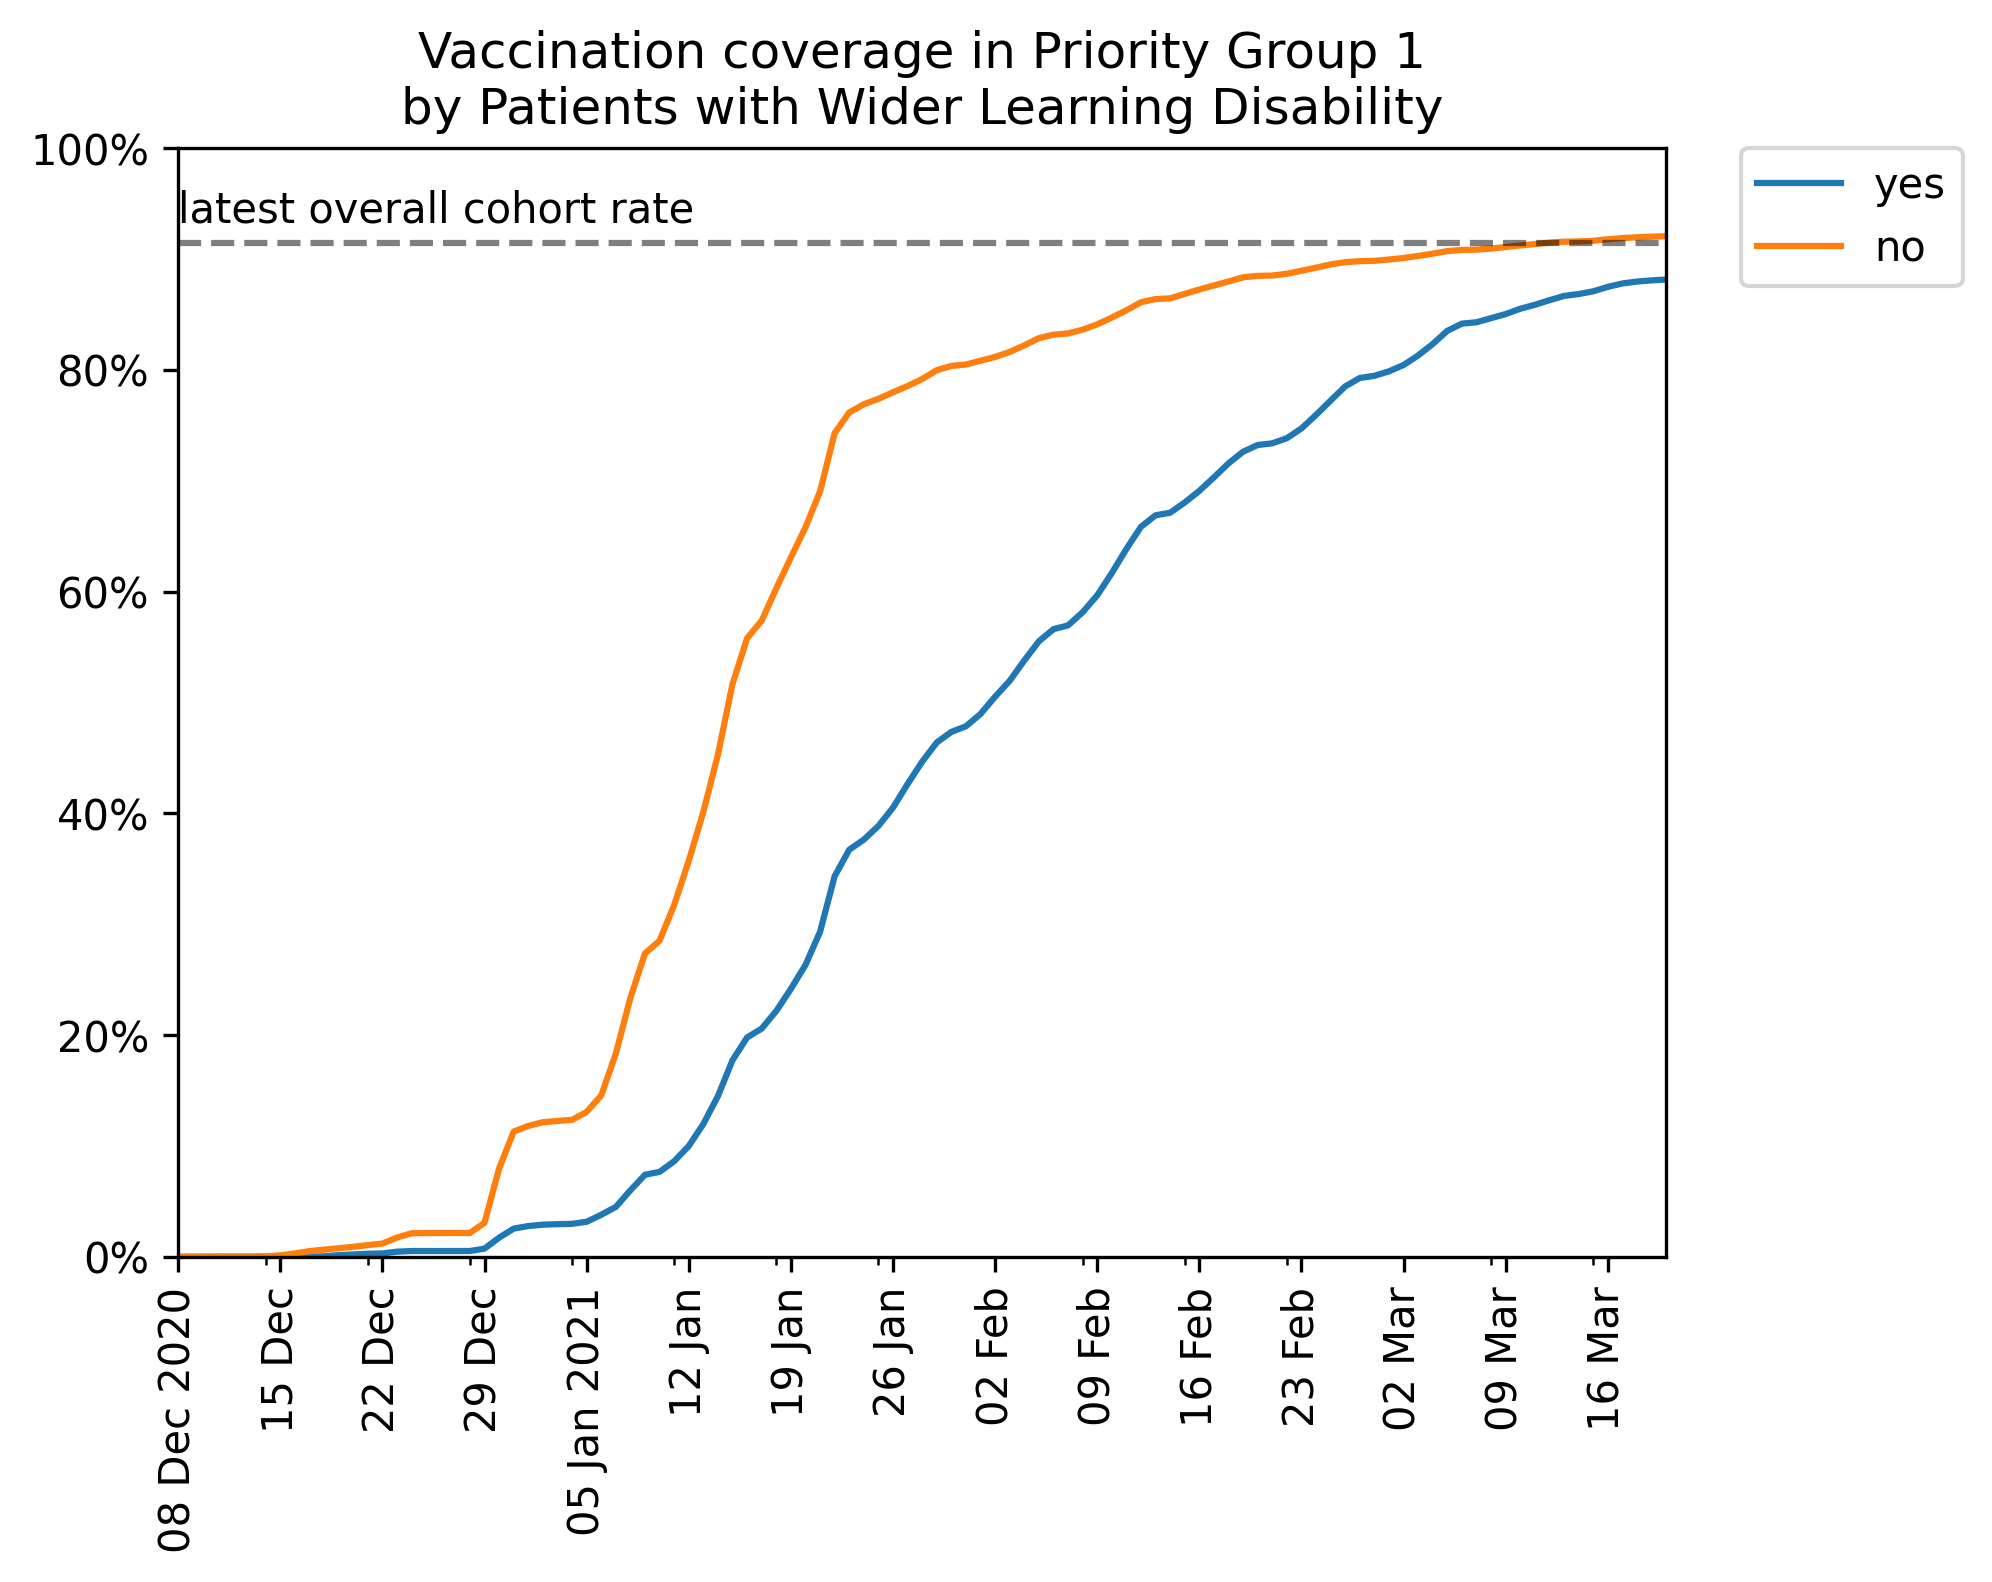 Vaccination coverage in Priority Group 1
by Patients with Wider Learning Disability
100%
80%
60%
40%
20%
0%
latest overall cohort rate
yes
no
08 Dec 2020
15 Dec
22 Dec
29 Dec
05 Jan 2021
12 Jan
19 Jan
26 Jan
02 Feb
09 Feb
16 Feb
23 Feb
02 Mar
09 Mar
16 Mar